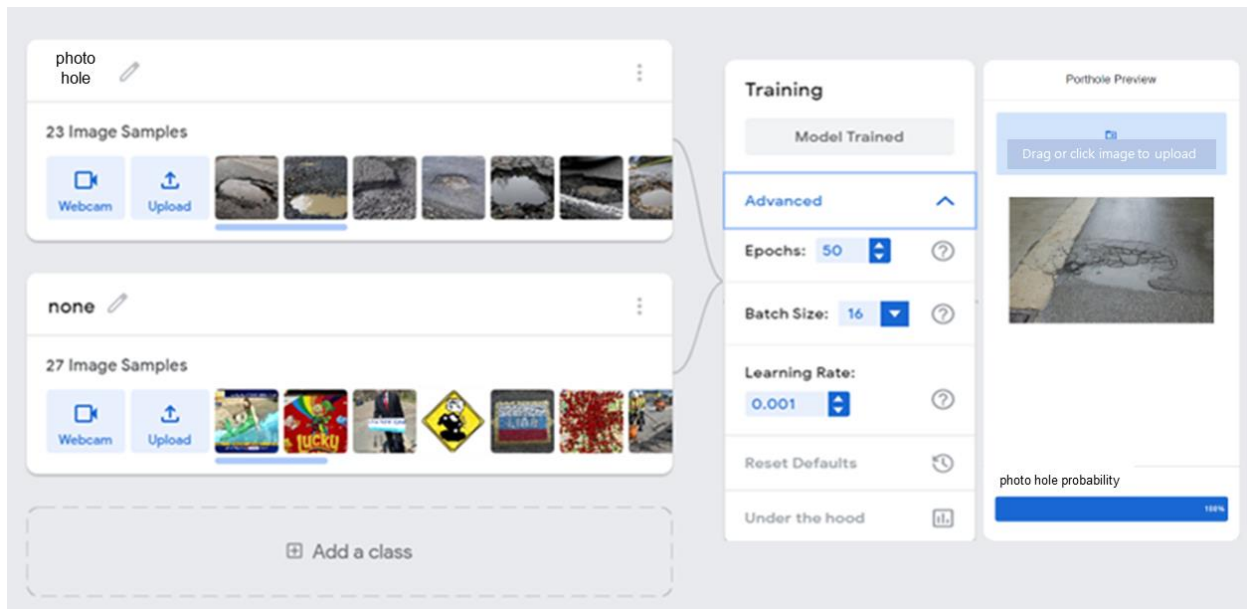 photo
hole
23 Image Samples
Webcam
Upload
none
27 Image Samples
Webcam
Upload
LUCKY
LIAR
Add a class
Training
Model Trained
Advanced
Epochs: 50
Batch Size: 16
Learning Rate:
0.001
Reset Defaults
Under the hood
Porthole Preview
Drag or click image to upload
photo hole probability
100%